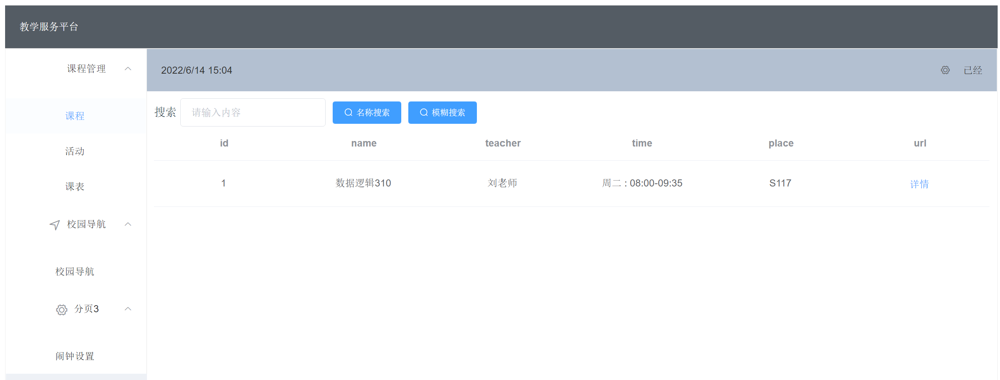 教学服务平台
课程管理
课程
活动
课表
校园导航
校园导航
分页3
闹钟设置
2022/6/14 15:04
已经
搜索 请输入内容 名称搜索 模糊搜索
id name teacher time place url
1 数据逻辑310 刘老师 周二 : 08:00-09:35 S117 详情